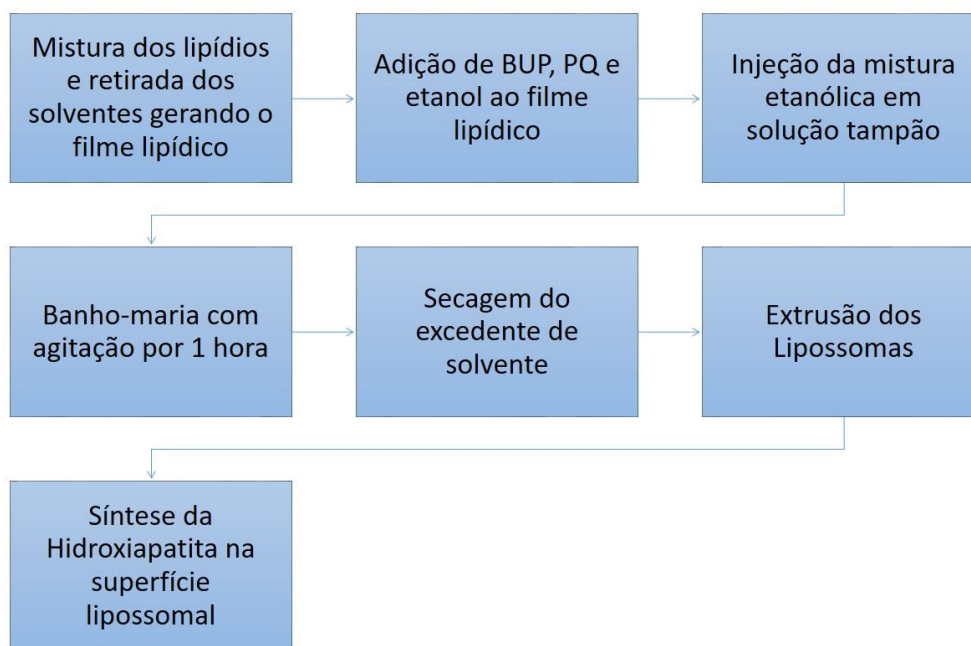 Mistura dos lipídios
e retirada dos
solventes gerando o
filme lipídico
Adição de BUP, PQ e
etanol ao filme
lipídico
Injeção da mistura
etanólica em
solução tampão
Banho-maria com
agitação por 1 hora
Secagem do
excedente de
solvente
Extrusão dos
Lipossomas
Síntese da
Hidroxiapatita na
superfície
lipossomal